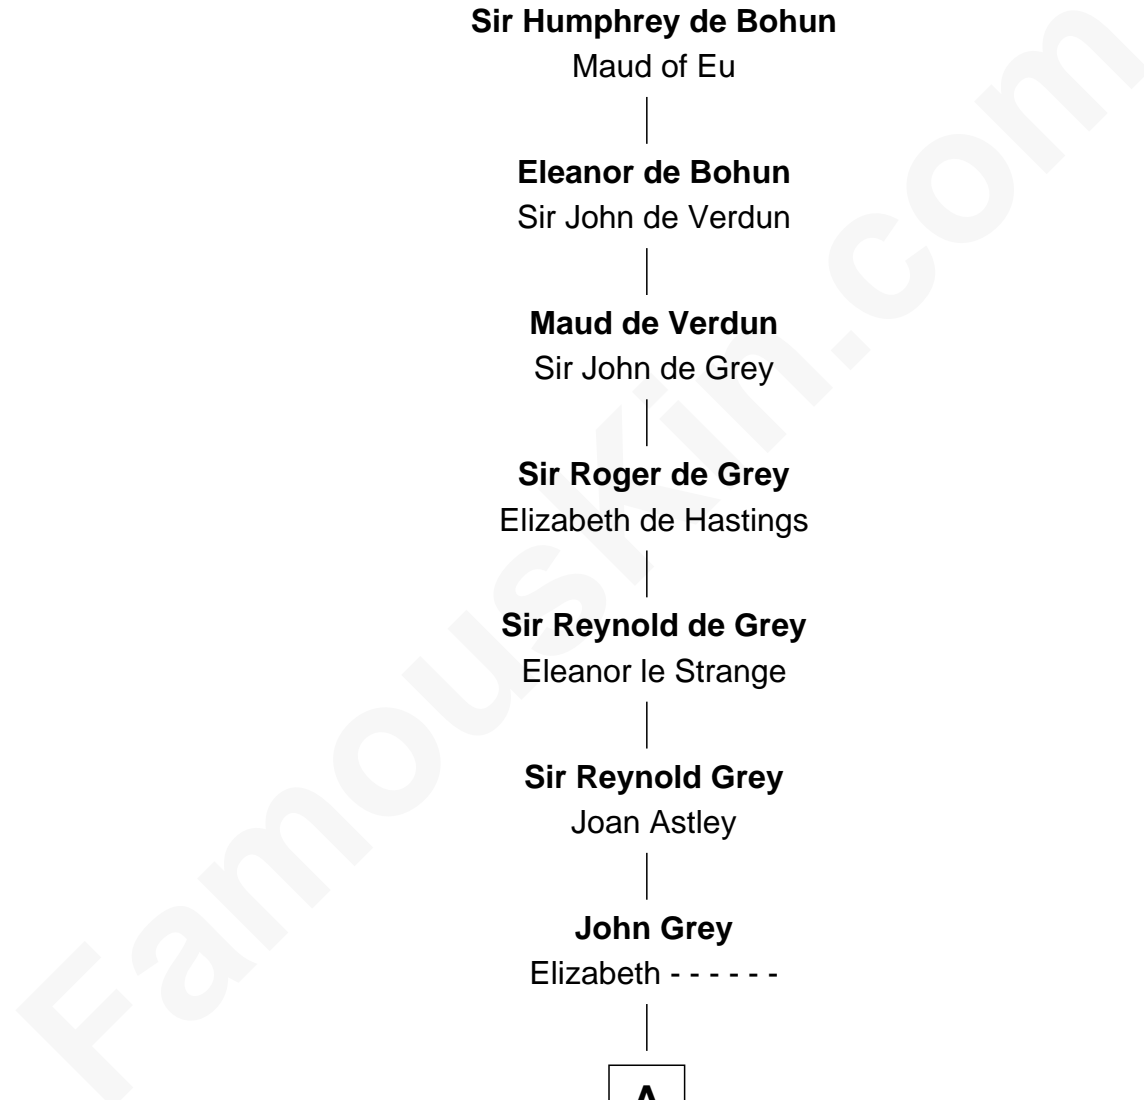 Sir Humphrey de Bohun
Maud of Eu
Eleanor de Bohun
Sir John de Verdun
Maud de Verdun
Sir John de Grey
Sir Roger de Grey
Elizabeth de Hastings
Sir Reynold de Grey
Eleanor le Strange
Sir Reynold Grey
Joan Astley
John Grey
Elizabeth - - - - - -
A
FamousKin.com